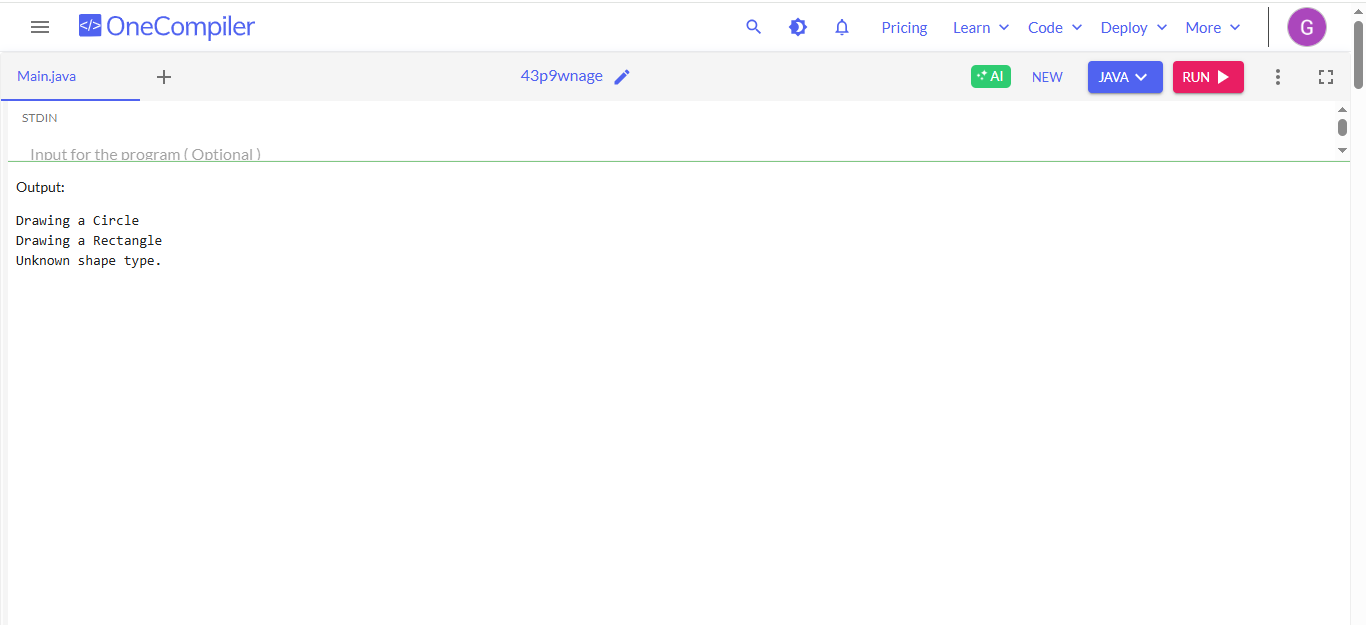 </> OneCompiler
Pricing Learn Code Deploy More G
Main.java 43p9wnage AI NEW JAVA RUN
STDIN
Input for the program ( Optional )
Output:
Drawing a Circle
Drawing a Rectangle
Unknown shape type.